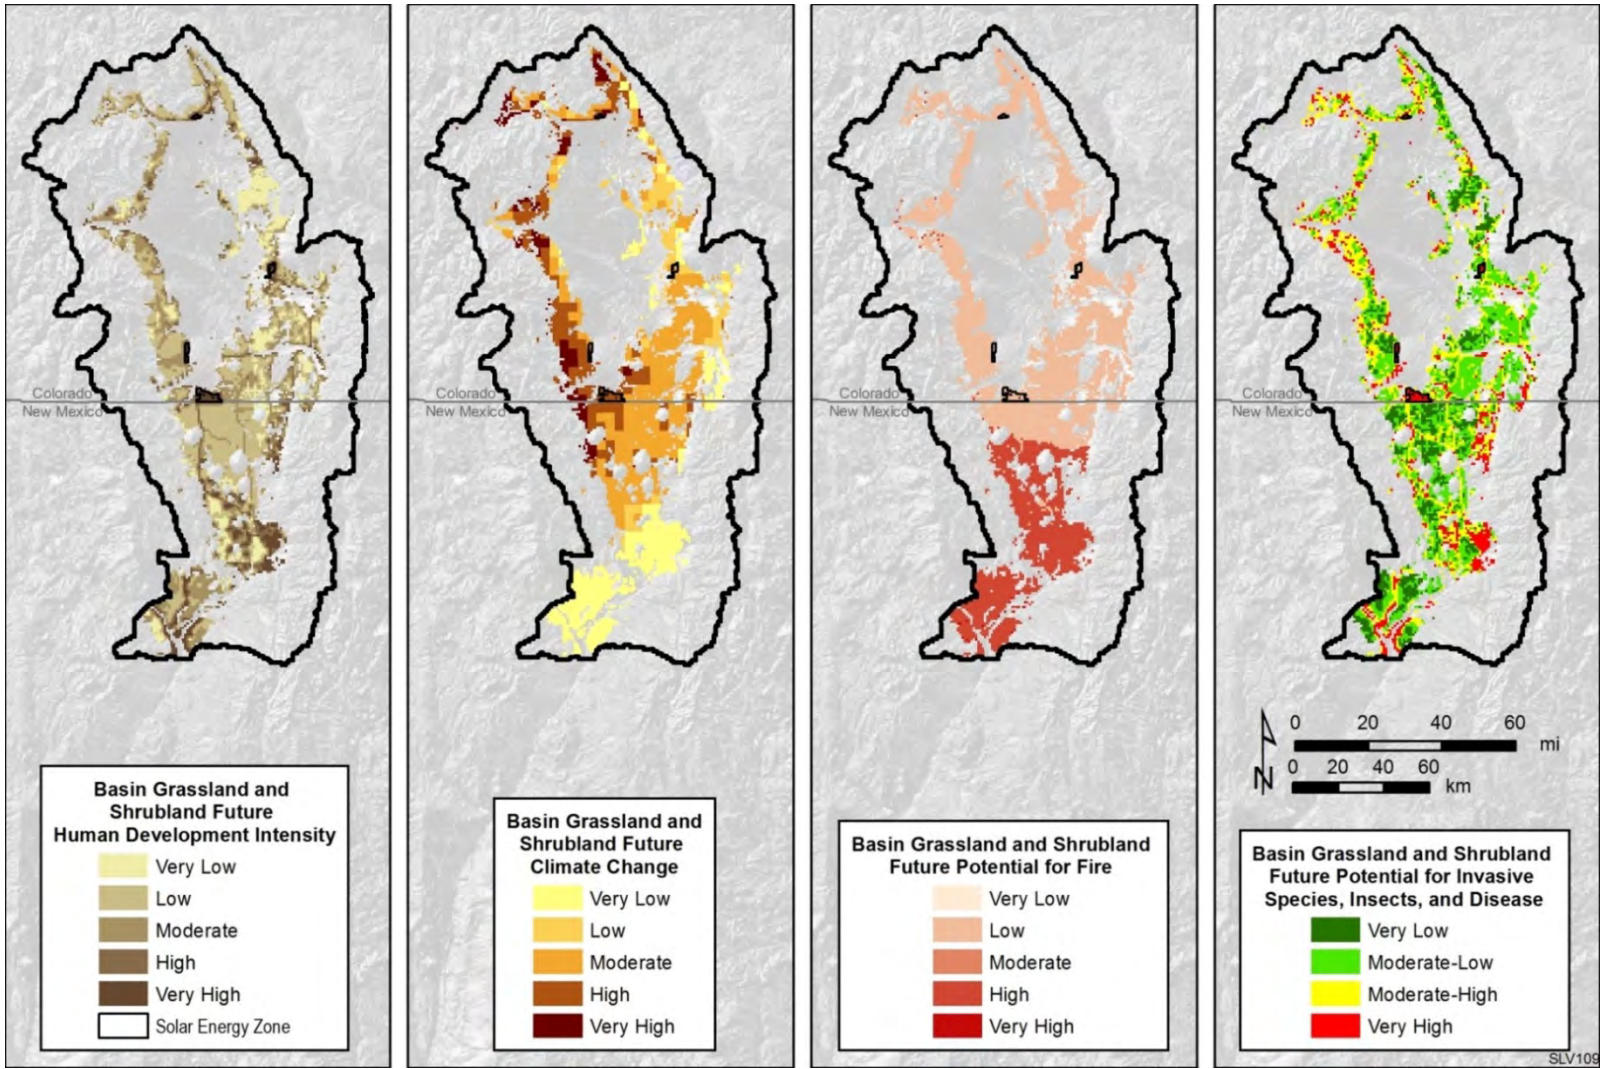 Colorado
New Mexico
Basin Grassland and
Shrubland Future
Human Development Intensity
Very Low
Low
Moderate
High
Very High
Solar Energy Zone
Colorado
New Mexico
Basin Grassland and
Shrubland Future
Climate Change
Very Low
Low
Moderate
High
Very High
Colorado
New Mexico
Basin Grassland and Shrubland
Future Potential for Fire
Very Low
Low
Moderate
High
Very High
Colorado
New Mexico
0 20 40 60
mi
0 20 40 60
km
N
Basin Grassland and Shrubland
Future Potential for Invasive
Species, Insects, and Disease
Very Low
Moderate-Low
Moderate-High
Very High
SLV109